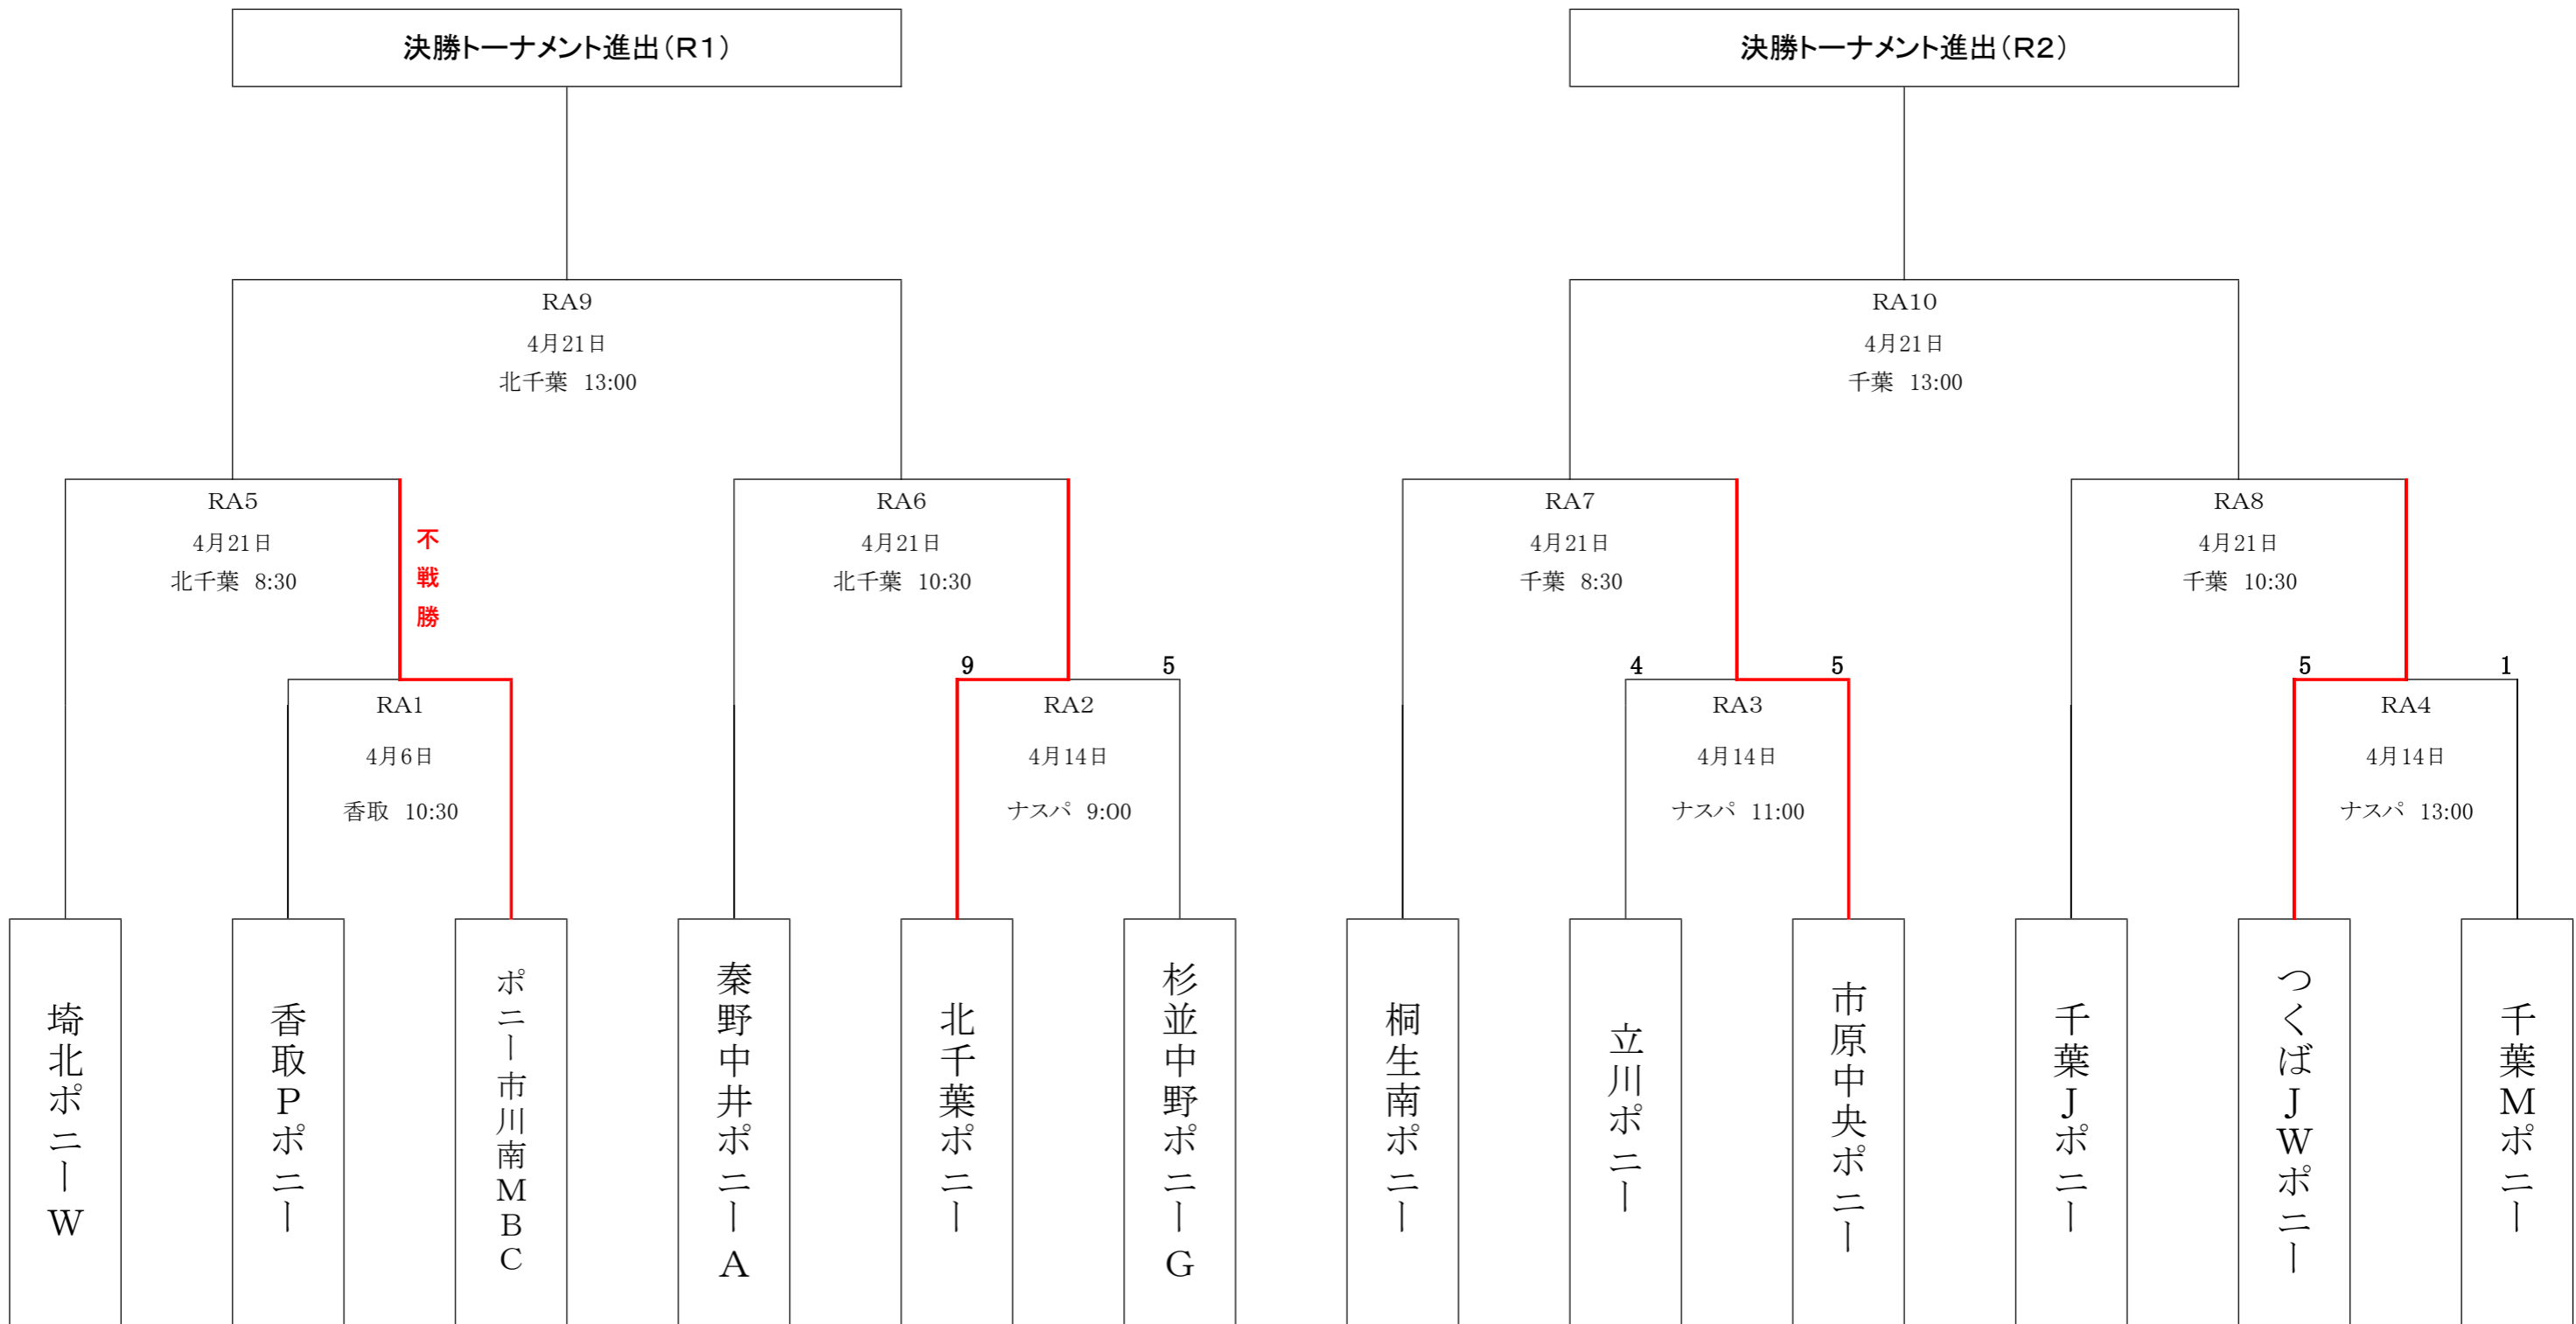 決勝トーナメント進出(R1)
決勝トーナメント進出(R2)
RA9
4月21日
北千葉 13:00
RA10
4月21日
千葉 13:00
RA5
4月21日
北千葉 8:30
不戦勝
RA6
4月21日
北千葉 10:30
RA7
4月21日
千葉 8:30
RA8
4月21日
千葉 10:30
RA1
4月6日
香取 10:30
9
5
RA2
4月14日
ナスパ 9:00
4
5
RA3
4月14日
ナスパ 11:00
5
1
RA4
4月14日
ナスパ 13:00
埼北ポニーW
香取Pポニー
ポニー市川南MBC
秦野中井ポニーA
北千葉ポニー
杉並中野ポニーG
桐生南ポニー
立川ポニー
市原中央ポニー
千葉Jポニー
つくばJWポニー
千葉Mポニー